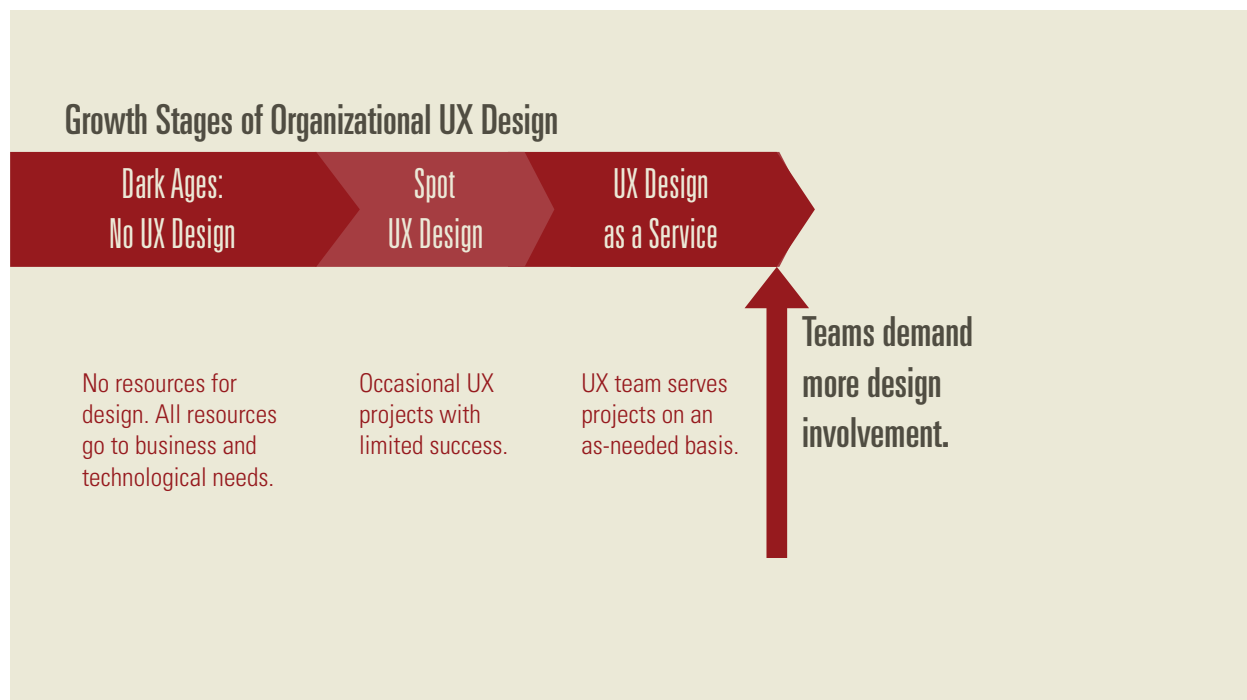 Growth Stages of Organizational UX Design
Dark Ages:
No UX Design
Spot
UX Design
UX Design
as a Service
No resources for
design. All resources
go to business and
technological needs.
Occasional UX
projects with
limited success.
UX team serves
projects on an
as-needed basis.
Teams demand
more design
involvement.